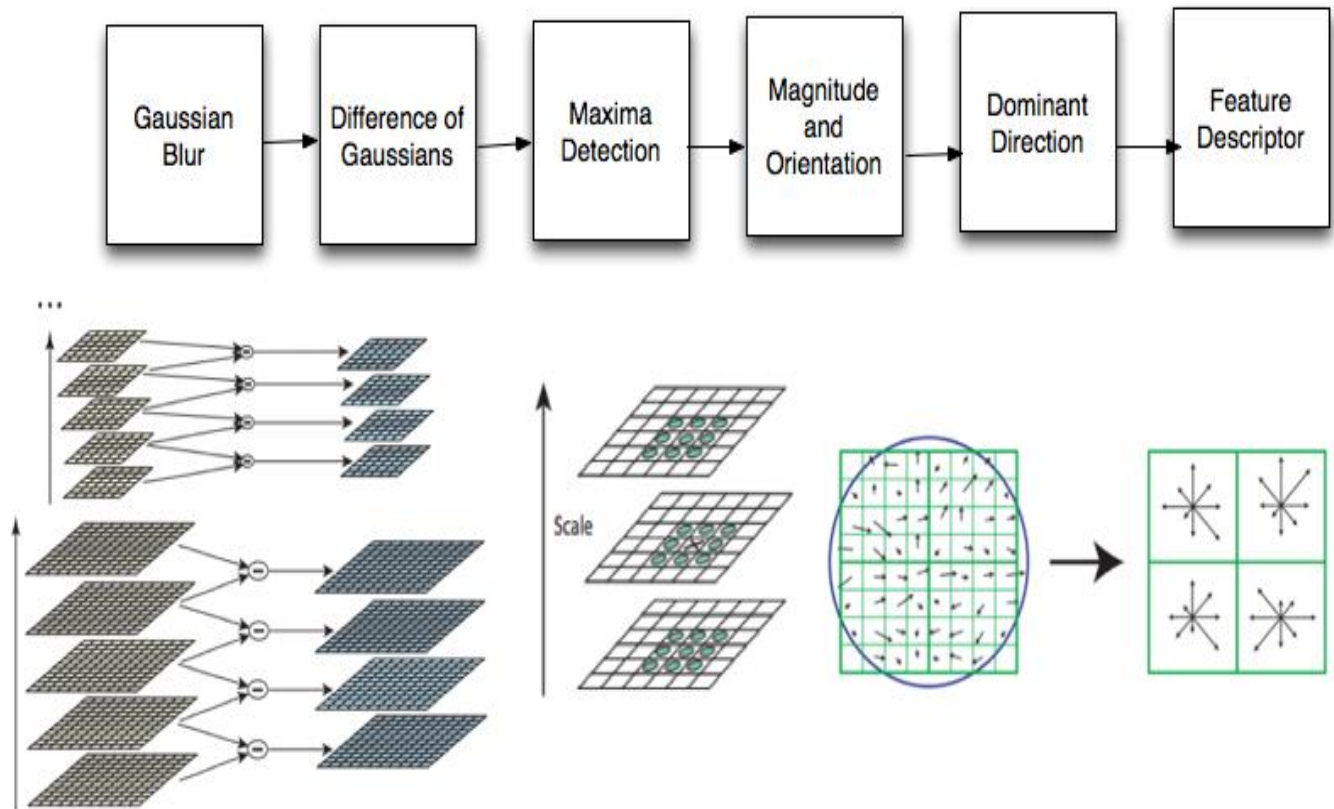 Gaussian
Blur
Difference of
Gaussians
Maxima
Detection
Magnitude
and
Orientation
Dominant
Direction
Feature
Descriptor
...
Scale